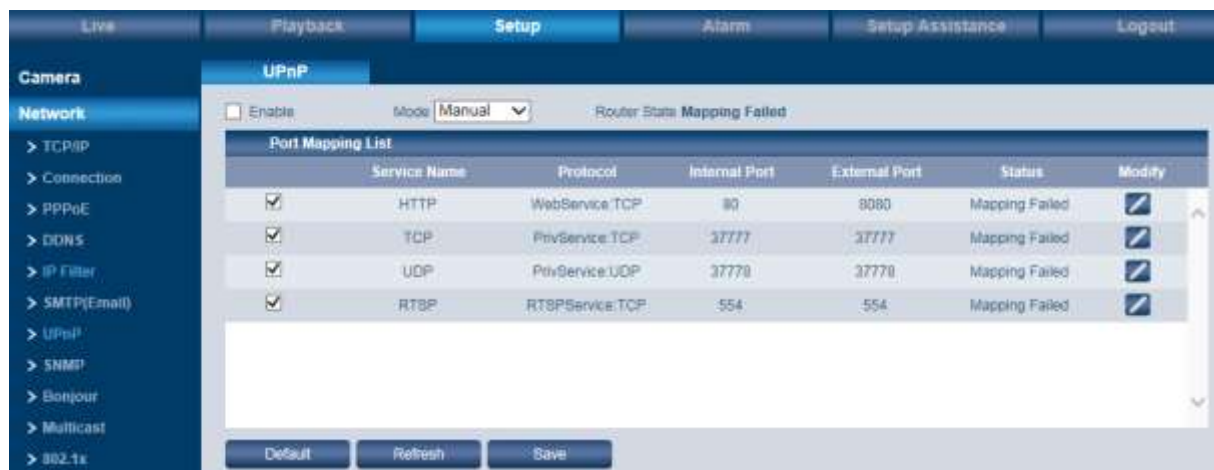 Live Playback Setup Alarm Setup Assistance Logout
Camera
Network
> TCP/IP
> Connection
> PPPoE
> DDNS
> IP Filter
> SMTP(Email)
> UPnP
> SNMP
> Bonjour
> Multicast
> 802.1x
UPnP
Enable Mode Manual Router State Mapping Failed
Port Mapping List
Service Name Protocol Internal Port External Port Status Modify
HTTP WebService:TCP 80 8080 Mapping Failed
TCP PrivService:TCP 37777 37777 Mapping Failed
UDP PrivService:UDP 37778 37778 Mapping Failed
RTSP RTSPService:TCP 554 554 Mapping Failed
Default Refresh Save